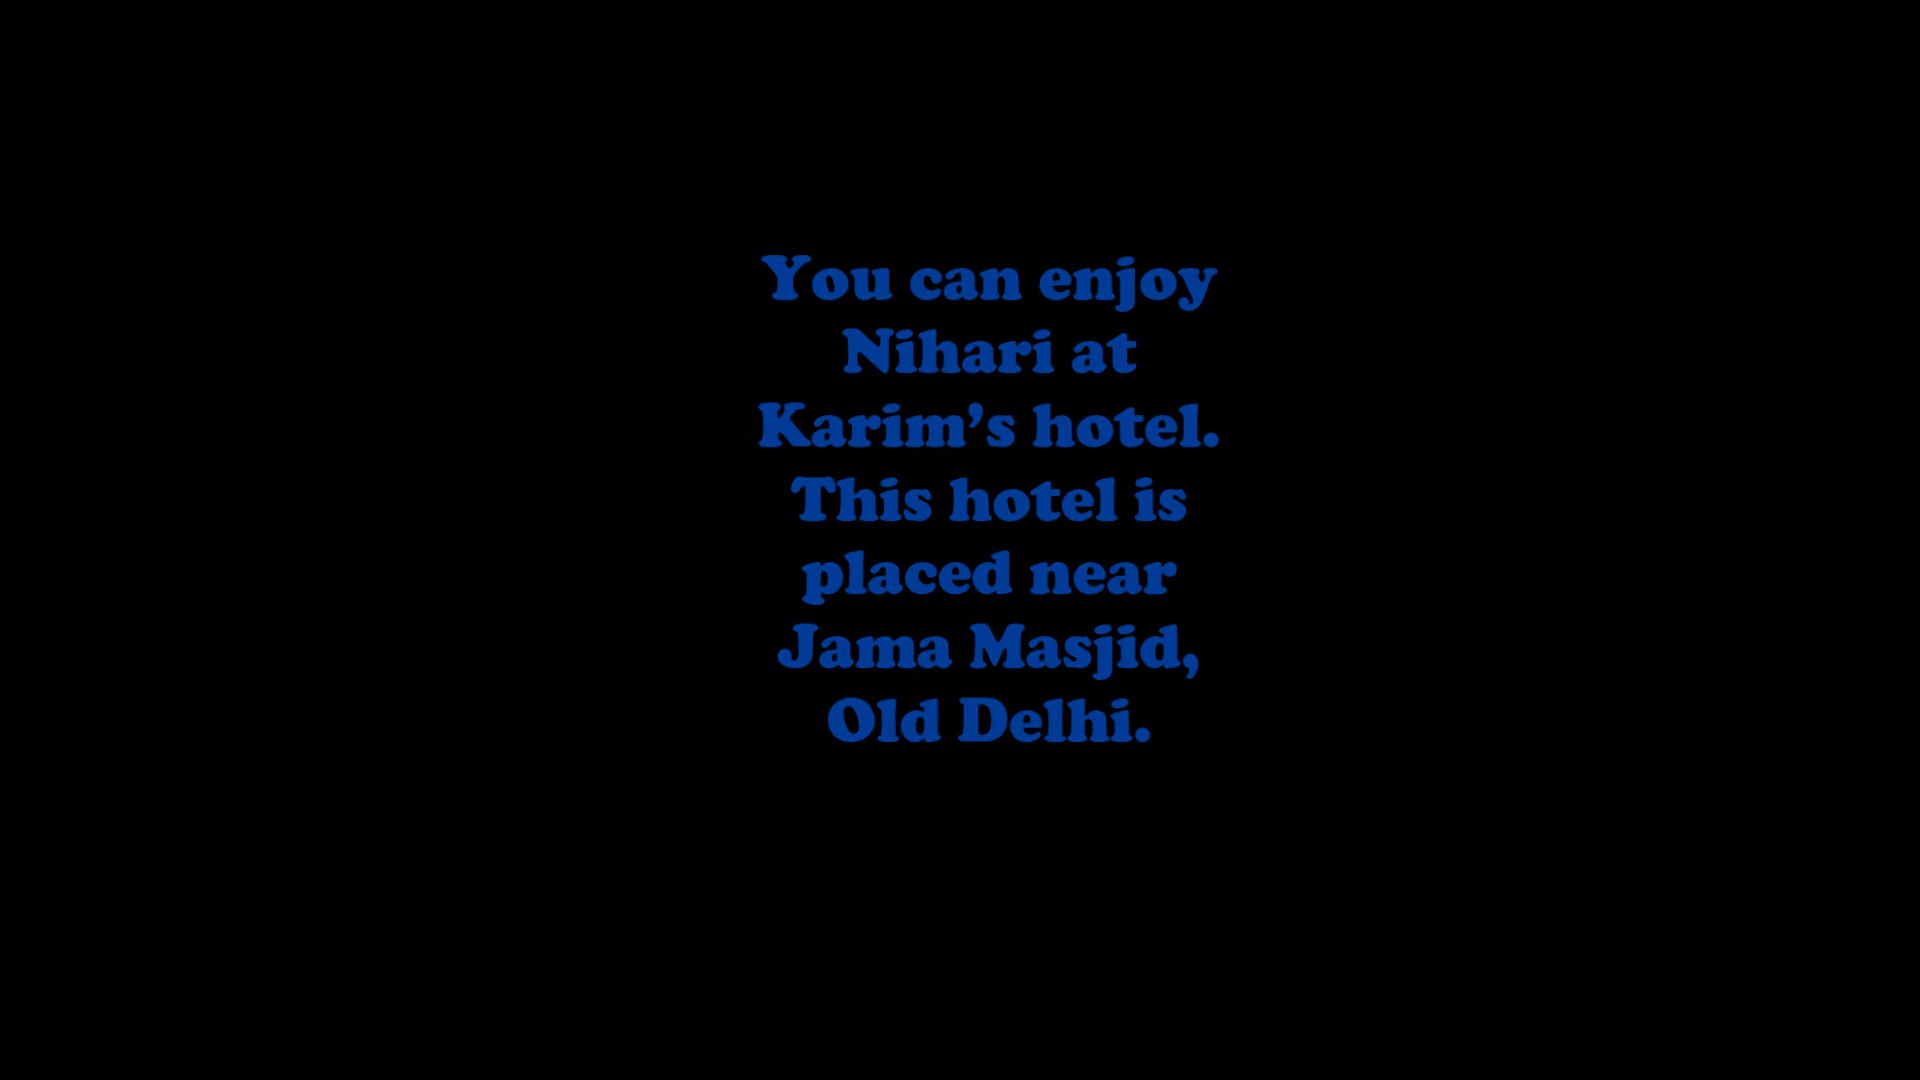 You can enjoy
Nihari at
Karim’s hotel.
This hotel is
placed near
Jama Masjid,
Old Delhi.